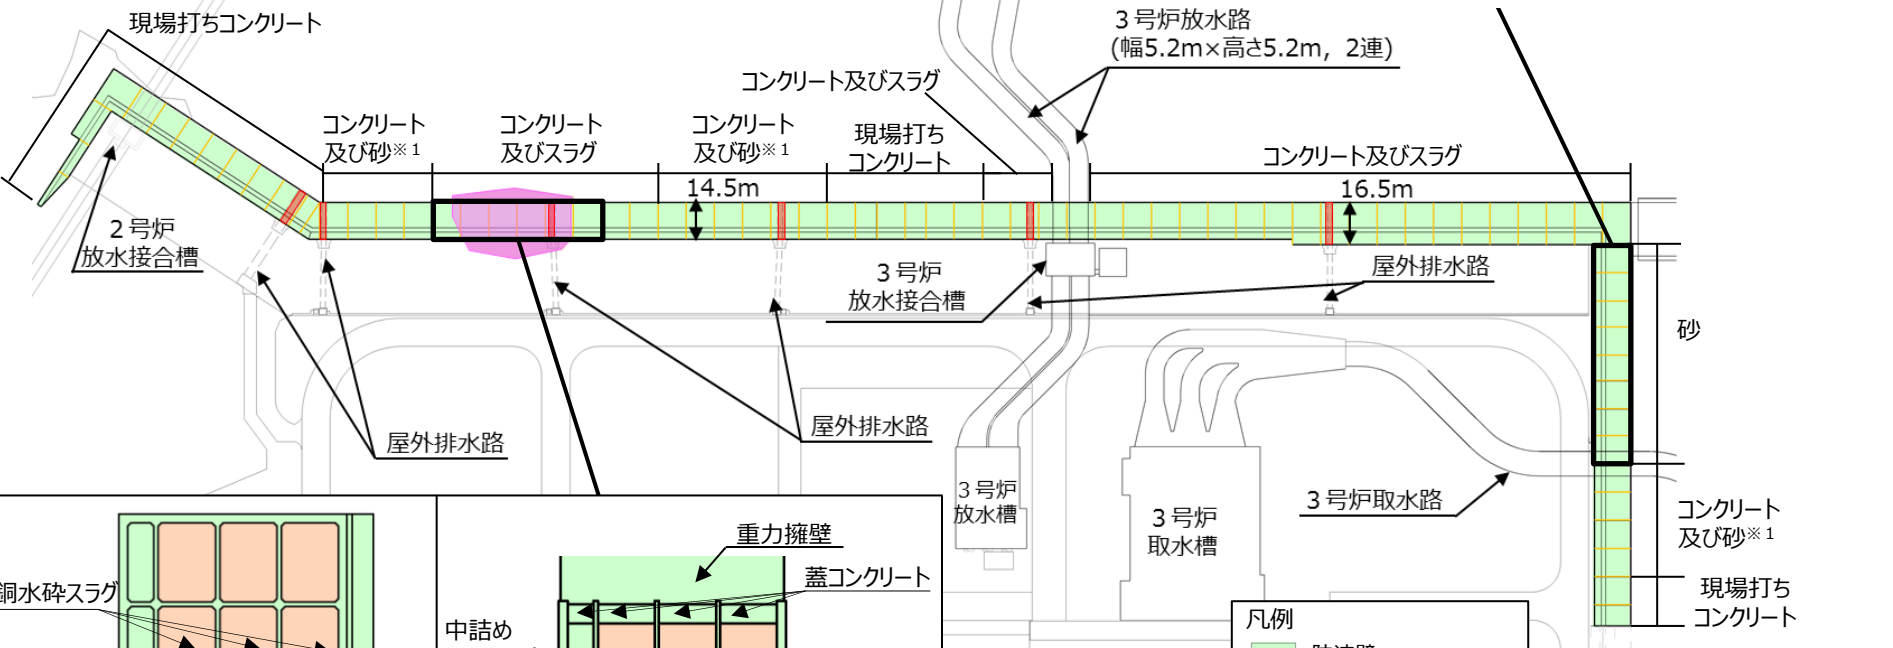 現場打ちコンクリート
3号炉放水路
(幅5.2m×高さ5.2m，2連)
コンクリート及びスラグ
コンクリート
及び砂※1
コンクリート
及びスラグ
コンクリート
及び砂※1
現場打ち
コンクリート
コンクリート及びスラグ
14.5m
16.5m
2号炉
放水接合槽
3号炉
放水接合槽
屋外排水路
砂
屋外排水路
屋外排水路
3号炉
放水槽
3号炉
取水槽
3号炉取水路
コンクリート
及び砂※1
現場打ち
コンクリート
重力擁壁
蓋コンクリート
銅水砕スラグ
中詰め
凡例